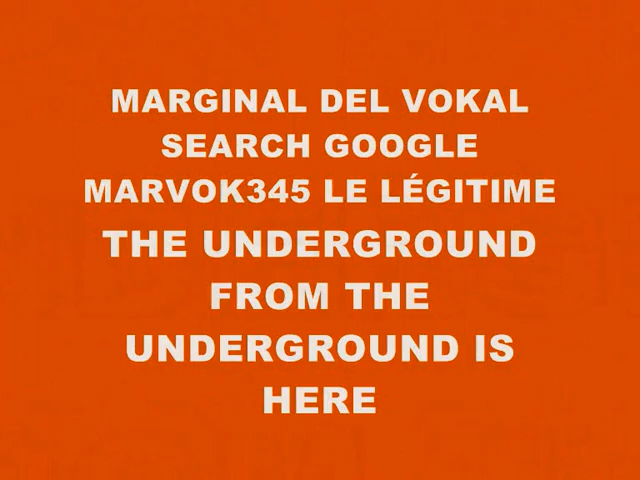 MARGINAL DEL VOKAL
SEARCH GOOGLE
MARVOK345 LE LÉGITIME
THE UNDERGROUND
FROM THE
UNDERGROUND IS
HERE